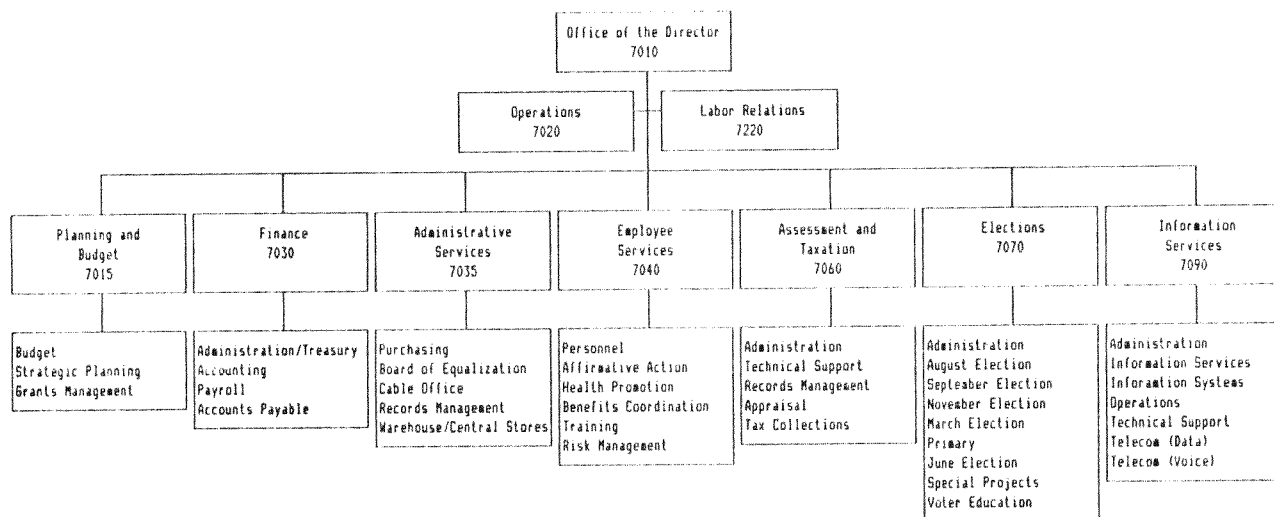 Office of the Director
7010
Operations
7020
Labor Relations
7220
Planning and
Budget
7015
Finance
7030
Administrative
Services
7035
Employee
Services
7040
Assessment and
Taxation
7060
Elections
7070
Information
Services
7090
Budget
Strategic Planning
Grants Management
Administration/Treasury
Accounting
Payroll
Accounts Payable
Purchasing
Board of Equalization
Cable Office
Records Management
Warehouse/Central Stores
Personnel
Affirmative Action
Health Promotion
Benefits Coordination
Training
Risk Management
Administration
Technical Support
Records Management
Appraisal
Tax Collections
Administration
August Election
September Election
November Election
March Election
Primary
June Election
Special Projects
Voter Education
Administration
Information Services
Information Systems
Operations
Technical Support
Telecom (Data)
Telecom (Voice)